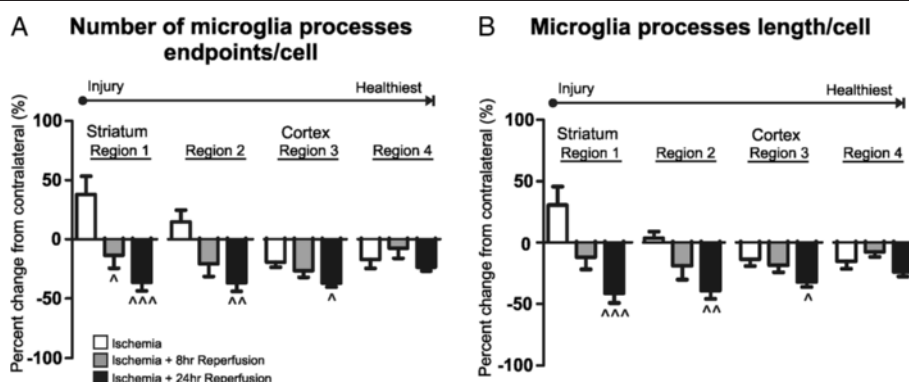 A
Number of microglia processes
endpoints/cell
Injury
Healthiest
Percent change from contralateral (%)
100
50
0
-50
-100
Striatum
Cortex
Region 1
Region 2
Region 3
Region 4
^
^^^
^^
^
Ischemia
Ischemia + 8hr Reperfusion
Ischemia + 24hr Reperfusion
B
Microglia processes length/cell
Injury
Healthiest
Percent change from contralateral (%)
100
50
0
-50
-100
Striatum
Cortex
Region 1
Region 2
Region 3
Region 4
^^^
^^
^